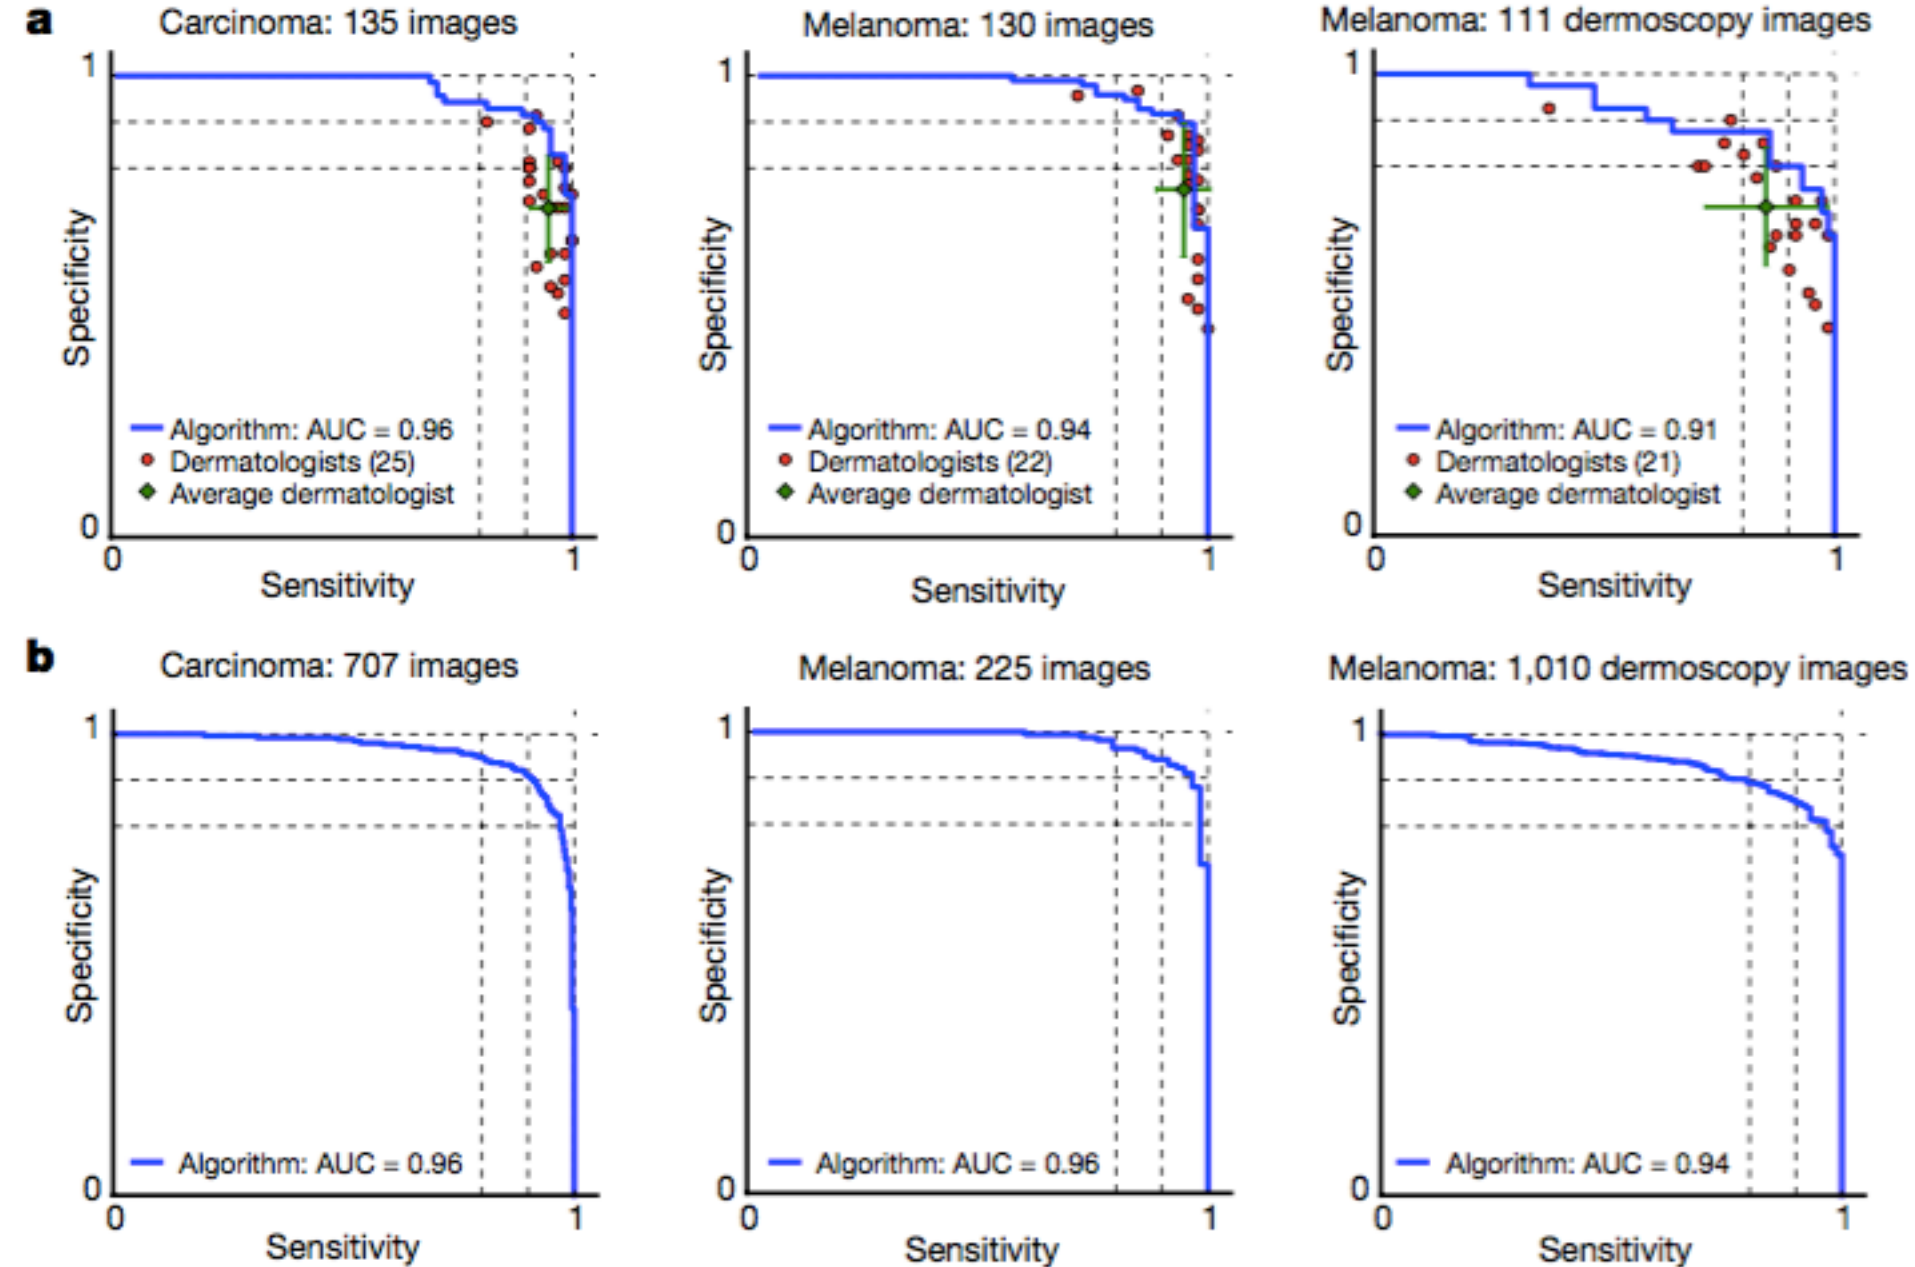 a
Carcinoma: 135 images
1
Specificity
Algorithm: AUC = 0.96
Dermatologists (25)
Average dermatologist
0
0
1
Sensitivity
Melanoma: 130 images
1
Specificity
Algorithm: AUC = 0.94
Dermatologists (22)
Average dermatologist
0
0
1
Sensitivity
Melanoma: 111 dermoscopy images
1
Specificity
Algorithm: AUC = 0.91
Dermatologists (21)
Average dermatologist
0
0
1
Sensitivity
b
Carcinoma: 707 images
1
Specificity
Algorithm: AUC = 0.96
0
0
1
Sensitivity
Melanoma: 225 images
1
Specificity
Algorithm: AUC = 0.96
0
0
1
Sensitivity
Melanoma: 1,010 dermoscopy images
1
Specificity
Algorithm: AUC = 0.94
0
0
1
Sensitivity